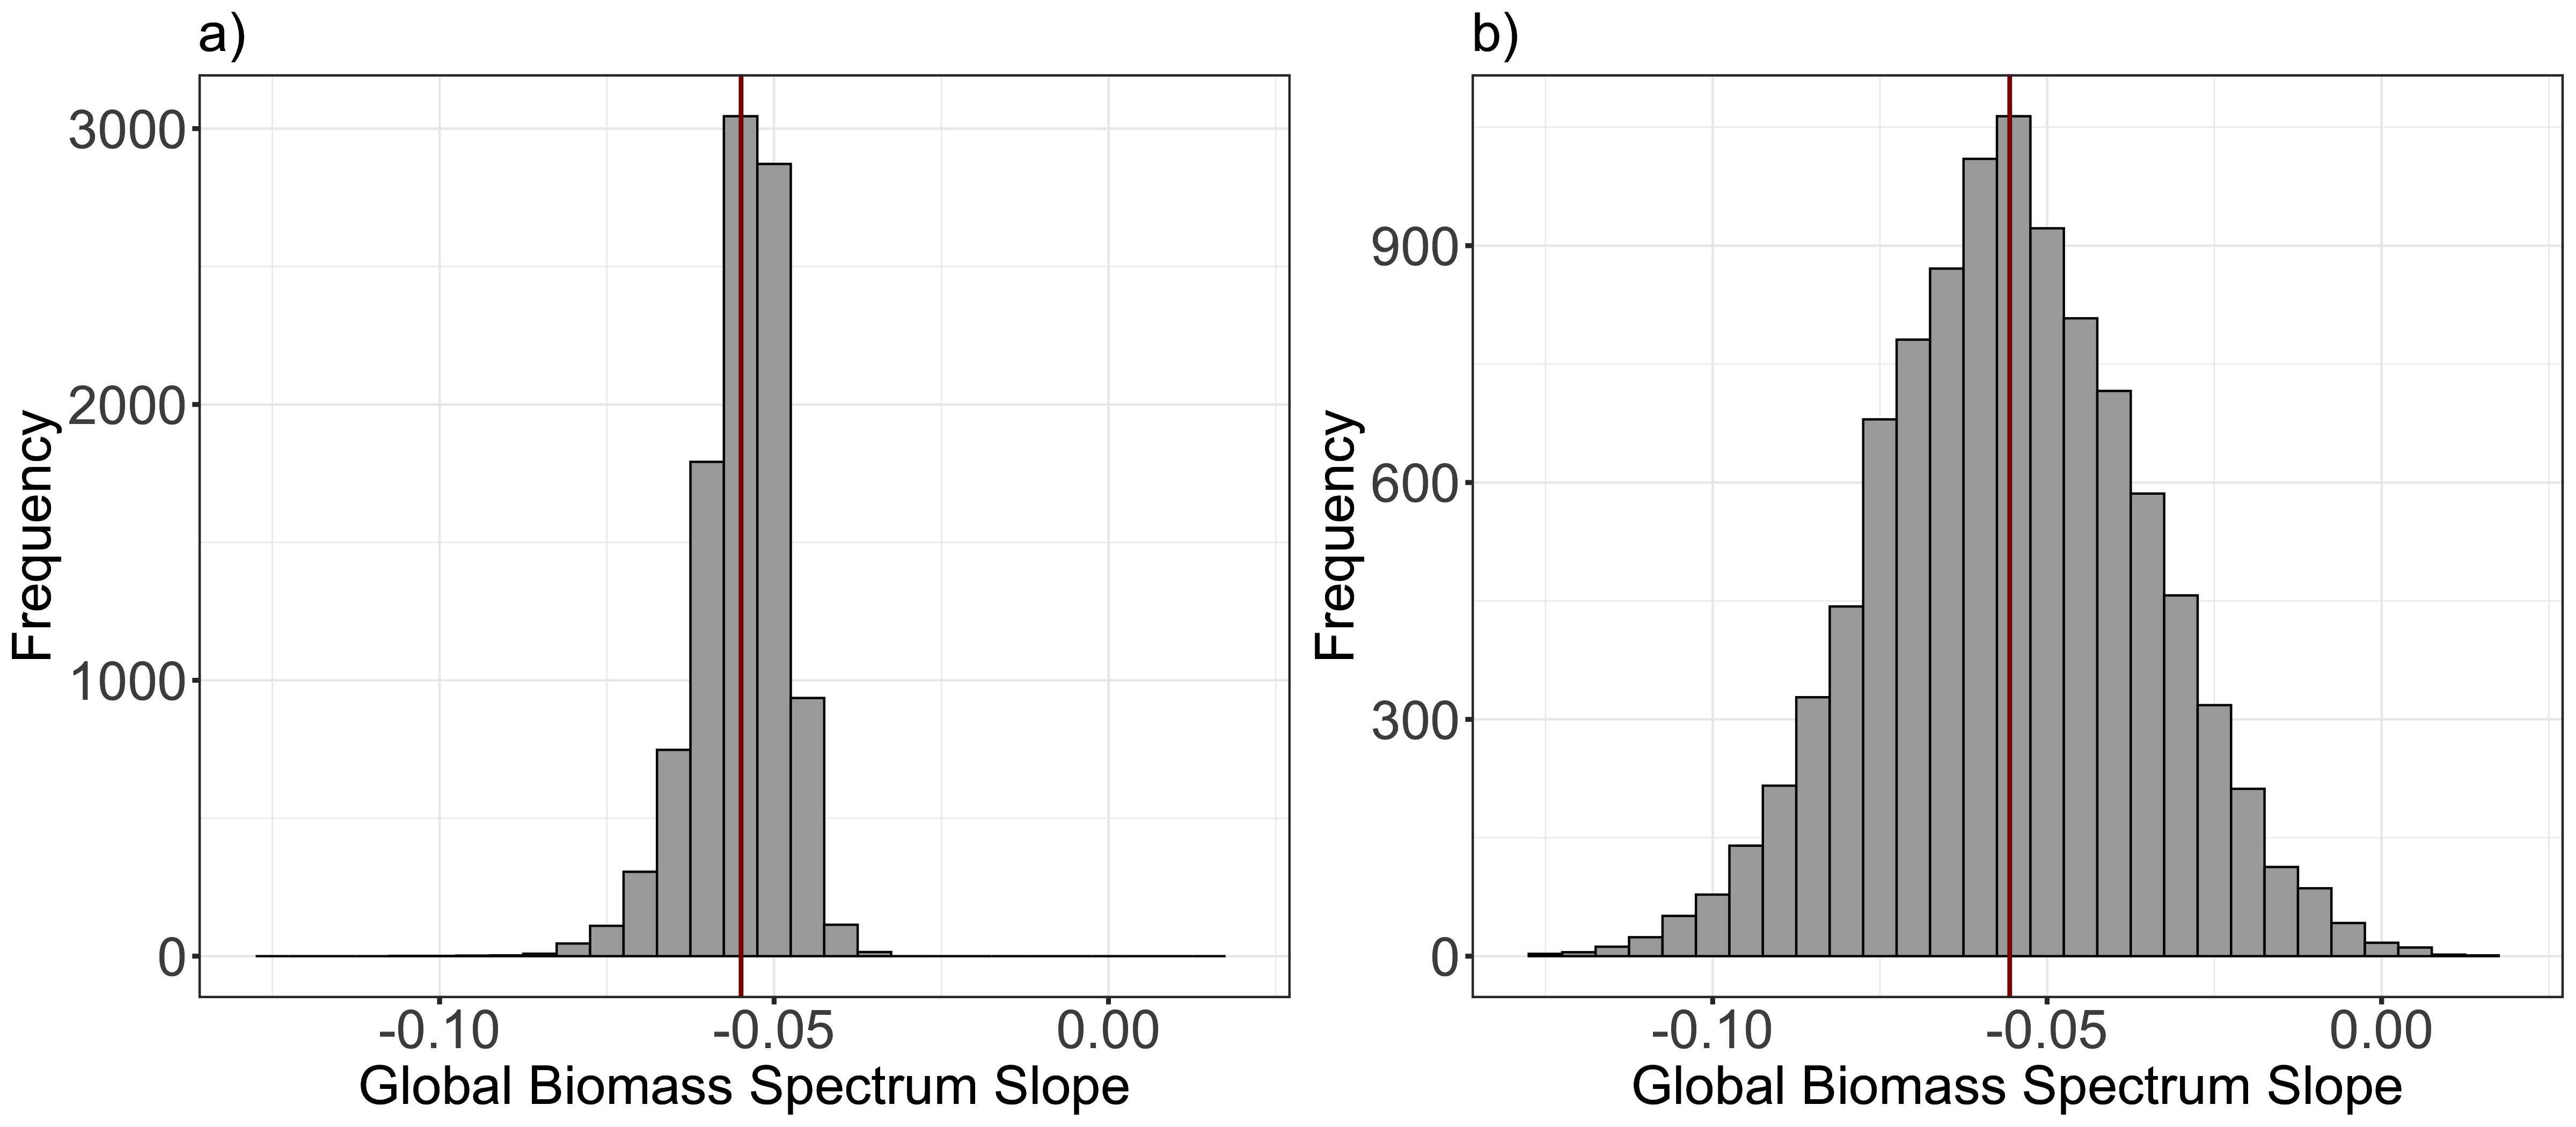 a)
Frequency
3000
2000
1000
0
-0.10 -0.05 0.00
Global Biomass Spectrum Slope
b)
Frequency
900
600
300
0
-0.10 -0.05 0.00
Global Biomass Spectrum Slope